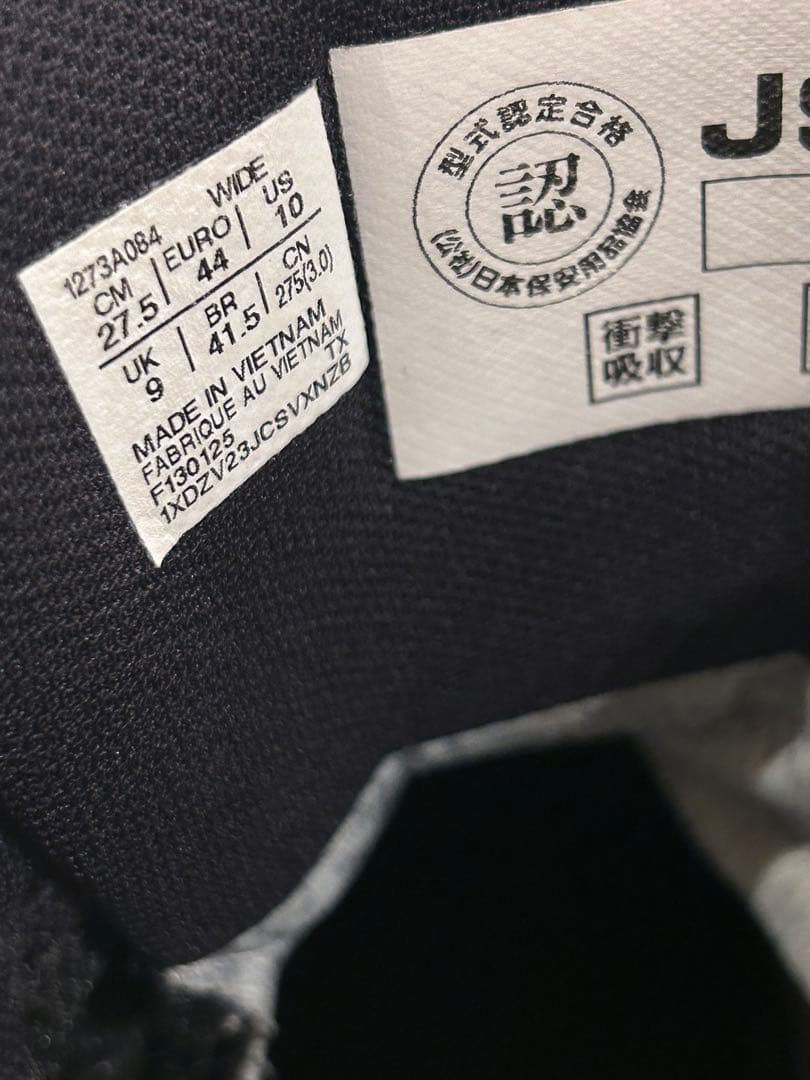 1273A084 WIDE
CM EURO US
27.5 44 10
UK BR CN
9 41.5 275(3.0)
MADE IN VIETNAM
FABRIQUE AU VIETNAM
F130125 TX
1XDZV23JCSVXNZB
型式認定合格
認
(公社)日本保安用品協会
衝撃
吸収